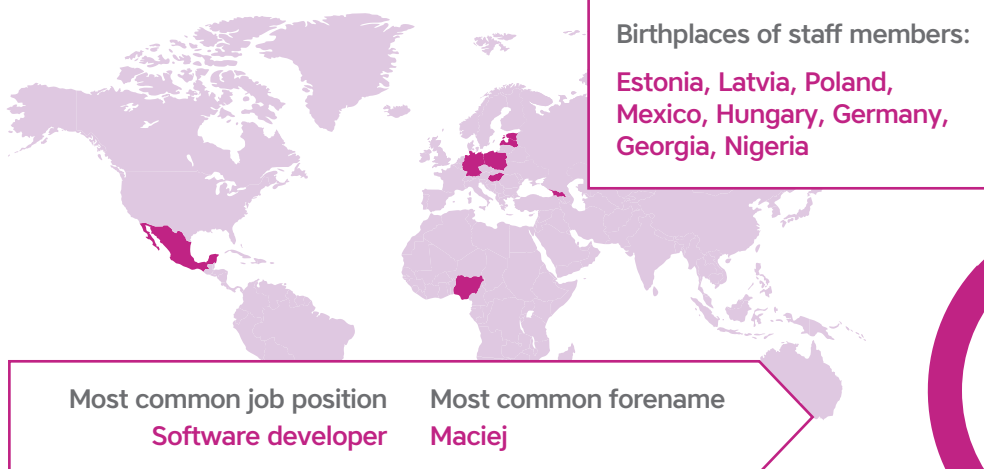 Birthplaces of staff members:
Estonia, Latvia, Poland,
Mexico, Hungary, Germany,
Georgia, Nigeria
Most common job position
Software developer
Most common forename
Maciej